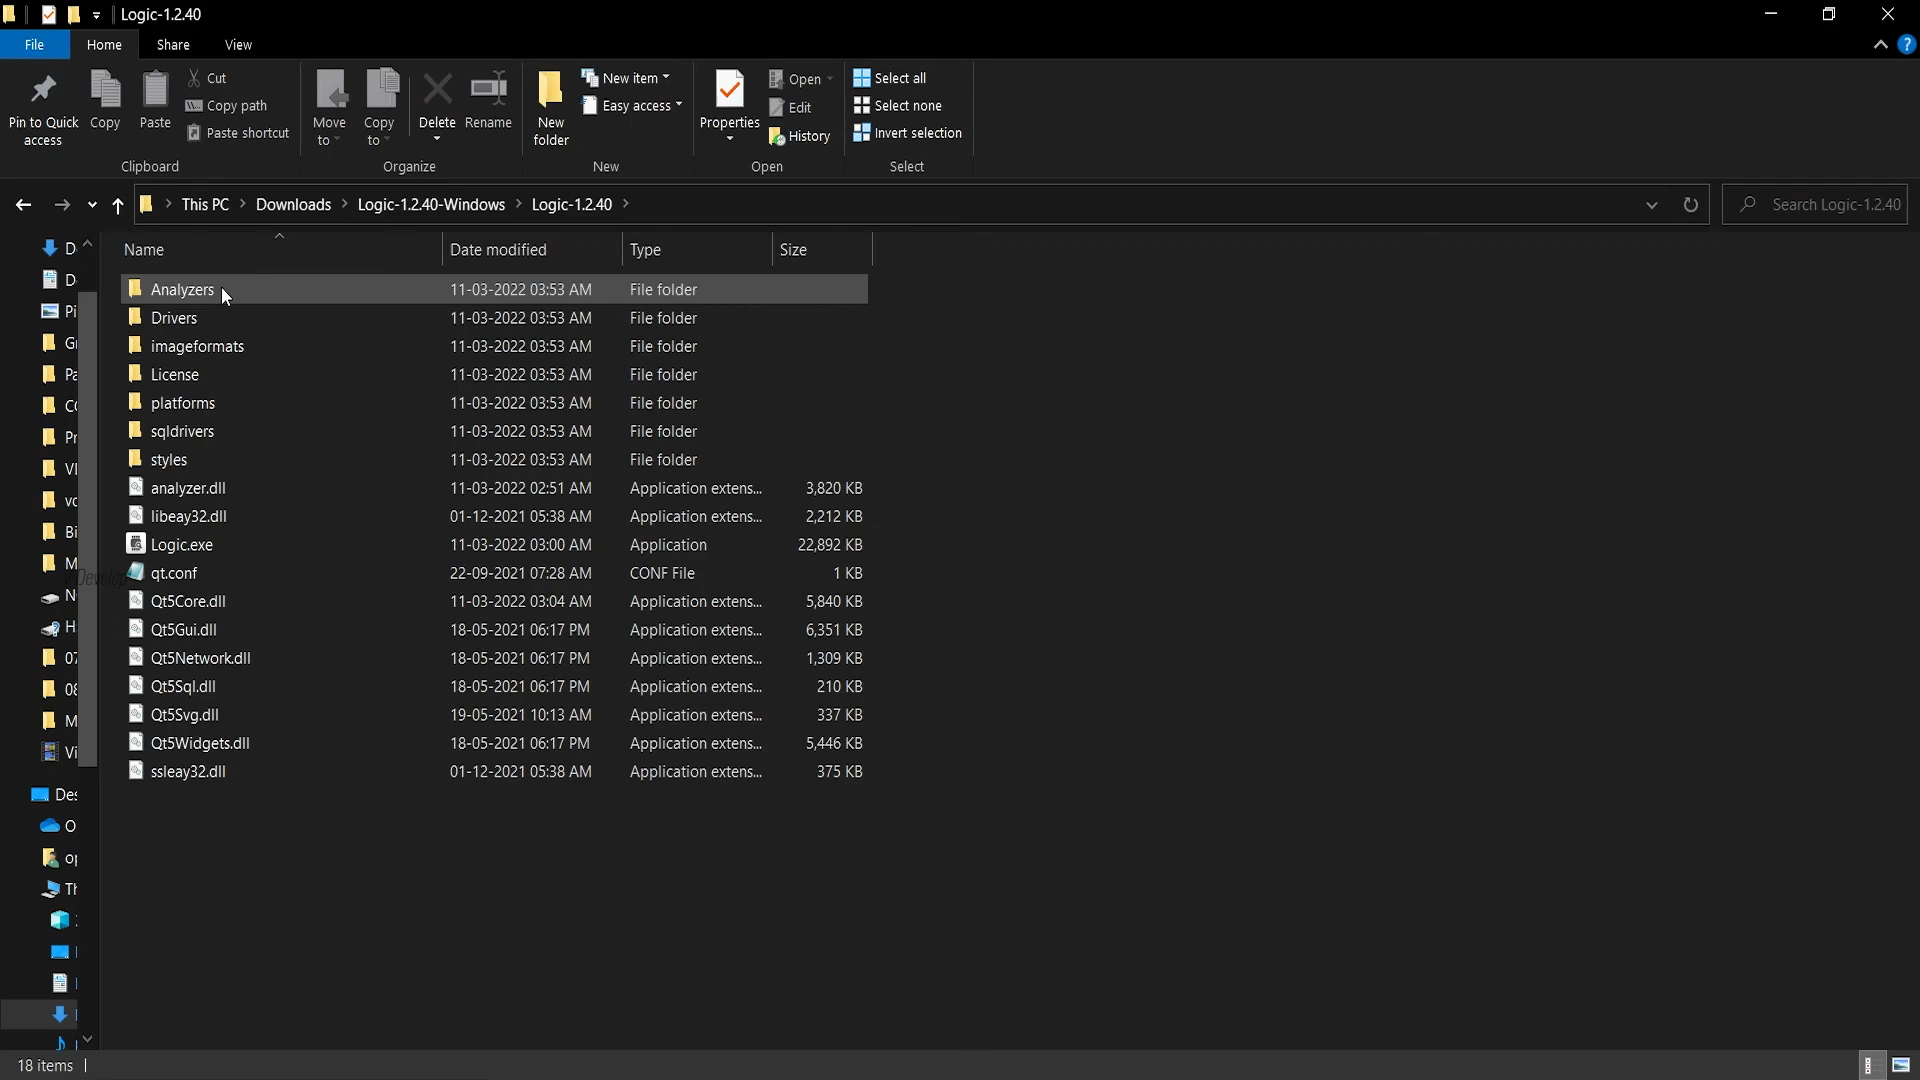 Logic-1.2.40
File Home Share View
Pin to Quick access
Copy
Paste
Cut
Copy path
Paste shortcut
Clipboard
Move to
Copy to
Delete
Rename
Organize
New folder
New item
Easy access
New
Properties
Open
Edit
History
Open
Select all
Select none
Invert selection
Select
This PC > Downloads > Logic-1.2.40-Windows > Logic-1.2.40 >
Search Logic-1.2.40
Name Date modified Type Size
Analyzers 11-03-2022 03:53 AM File folder
Drivers 11-03-2022 03:53 AM File folder
imageformats 11-03-2022 03:53 AM File folder
License 11-03-2022 03:53 AM File folder
platforms 11-03-2022 03:53 AM File folder
sqldrivers 11-03-2022 03:53 AM File folder
styles 11-03-2022 03:53 AM File folder
analyzer.dll 11-03-2022 02:51 AM Application extens... 3,820 KB
libeay32.dll 01-12-2021 05:38 AM Application extens... 2,212 KB
Logic.exe 11-03-2022 03:00 AM Application 22,892 KB
qt.conf 22-09-2021 07:28 AM CONF File 1 KB
Qt5Core.dll 11-03-2022 03:04 AM Application extens... 5,840 KB
Qt5Gui.dll 18-05-2021 06:17 PM Application extens... 6,351 KB
Qt5Network.dll 18-05-2021 06:17 PM Application extens... 1,309 KB
Qt5Sql.dll 18-05-2021 06:17 PM Application extens... 210 KB
Qt5Svg.dll 19-05-2021 10:13 AM Application extens... 337 KB
Qt5Widgets.dll 18-05-2021 06:17 PM Application extens... 5,446 KB
ssleay32.dll 01-12-2021 05:38 AM Application extens... 375 KB
18 items